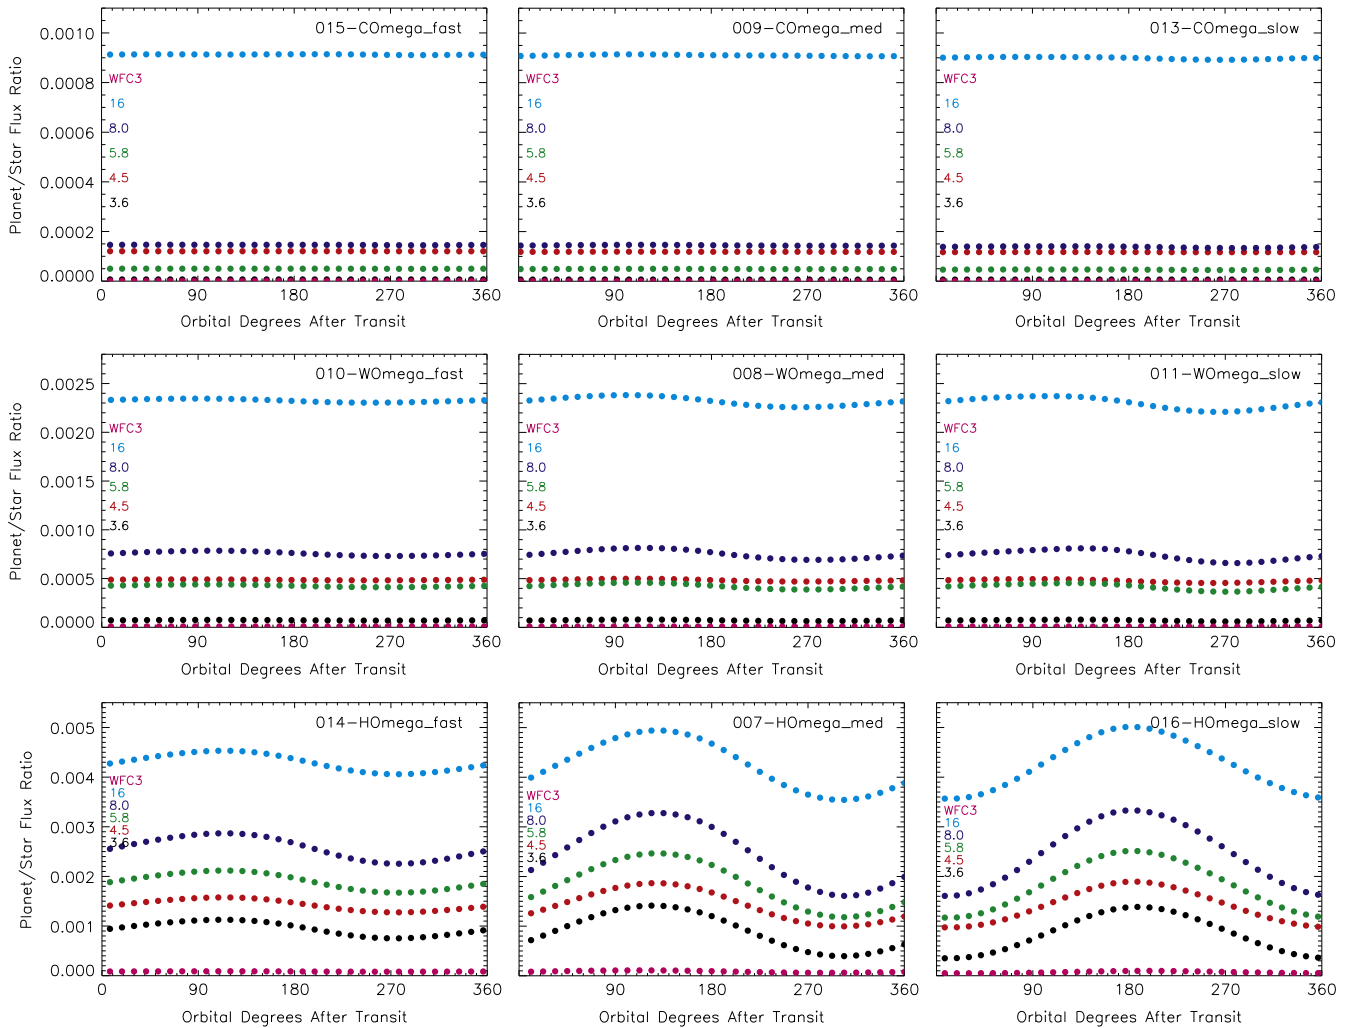 Planet/Star Flux Ratio
0.0010
0.0008
0.0006
0.0004
0.0002
0.0000
015-COmega_fast
WFC3
16
8.0
5.8
4.5
3.6
0 90 180 270 360
Orbital Degrees After Transit
009-COmega_med
WFC3
16
8.0
5.8
4.5
3.6
90 180 270 360
Orbital Degrees After Transit
013-COmega_slow
WFC3
16
8.0
5.8
4.5
3.6
90 180 270 360
Orbital Degrees After Transit
Planet/Star Flux Ratio
0.0025
0.0020
0.0015
0.0010
0.0005
0.0000
010-WOmega_fast
WFC3
16
8.0
5.8
4.5
3.6
0 90 180 270 360
Orbital Degrees After Transit
008-WOmega_med
WFC3
16
8.0
5.8
4.5
3.6
90 180 270 360
Orbital Degrees After Transit
011-WOmega_slow
WFC3
16
8.0
5.8
4.5
3.6
90 180 270 360
Orbital Degrees After Transit
Planet/Star Flux Ratio
0.005
0.004
0.003
0.002
0.001
0.000
014-HOmega_fast
WFC3
16
8.0
5.8
4.5
3.6
0 90 180 270 360
Orbital Degrees After Transit
007-HOmega_med
WFC3
16
8.0
5.8
4.5
3.6
90 180 270 360
Orbital Degrees After Transit
016-HOmega_slow
WFC3
16
8.0
5.8
4.5
3.6
90 180 270 360
Orbital Degrees After Transit